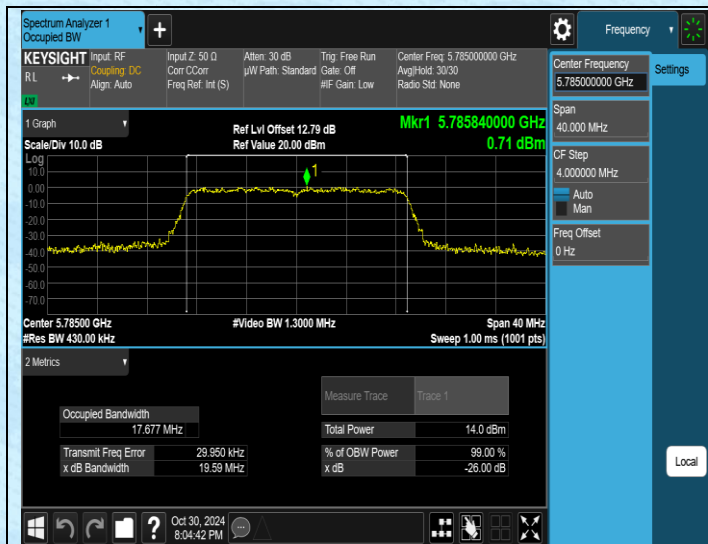 Spectrum Analyzer 1
Occupied BW
+
Frequency
KEYSIGHT
R L
LXI
Input: RF
Coupling: DC
Align: Auto
Input Z: 50 Ω
Corr CCorr
Freq Ref: Int (S)
Atten: 30 dB
µW Path: Standard
Trig: Free Run
Gate: Off
#IF Gain: Low
Center Freq: 5.785000000 GHz
Avg|Hold: 30/30
Radio Std: None
Center Frequency
5.785000000 GHz
Settings
Span
40.000 MHz
CF Step
4.000000 MHz
Auto
Man
Freq Offset
0 Hz
1 Graph
Scale/Div 10.0 dB
Ref Lvl Offset 12.79 dB
Ref Value 20.00 dBm
Mkr1 5.785840000 GHz
0.71 dBm
Log
10.0
0.00
-10.0
-20.0
-30.0
-40.0
-50.0
-60.0
-70.0
1
Center 5.78500 GHz
#Video BW 1.3000 MHz
Span 40 MHz
#Res BW 430.00 kHz
Sweep 1.00 ms (1001 pts)
2 Metrics
Measure Trace
Trace 1
Occupied Bandwidth
17.677 MHz
Total Power
14.0 dBm
Transmit Freq Error
29.950 kHz
% of OBW Power
99.00 %
x dB Bandwidth
19.59 MHz
x dB
-26.00 dB
Local
?
Oct 30, 2024
8:04:42 PM